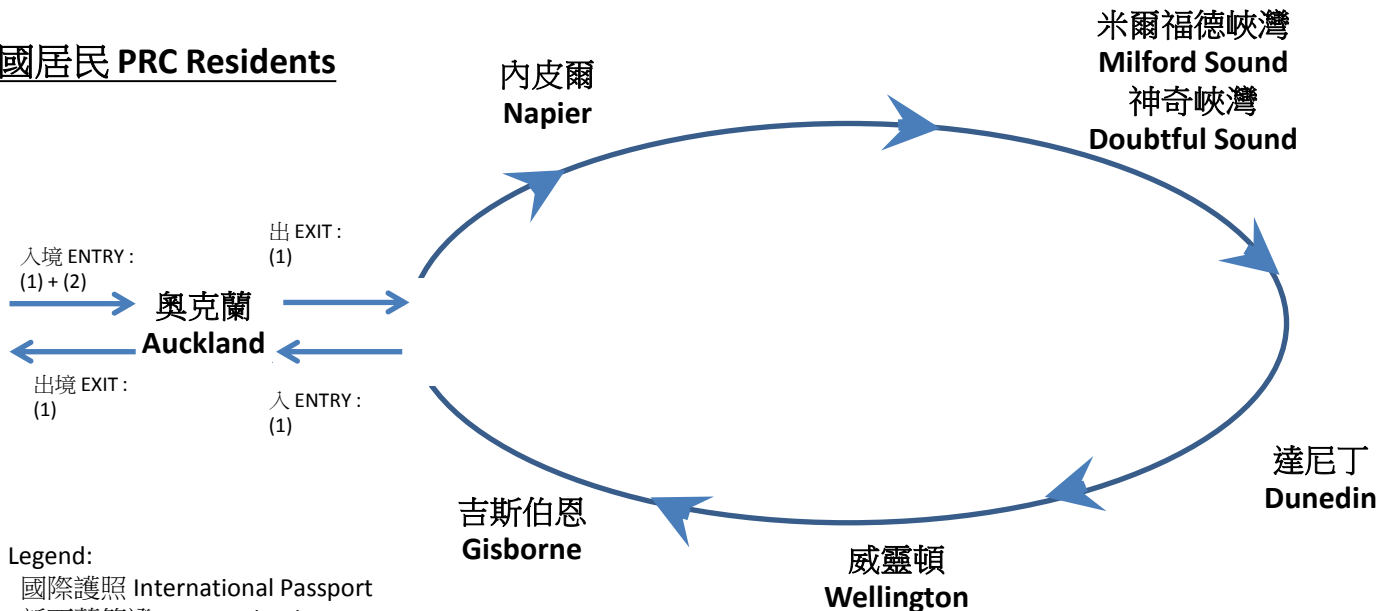 國居民 PRC Residents
米爾福德峽灣
Milford Sound
神奇峽灣
Doubtful Sound
內皮爾
Napier
出 EXIT :
(1)
入境 ENTRY :
(1) + (2)
奧克蘭
Auckland
出境 EXIT :
(1)
入 ENTRY :
(1)
達尼丁
Dunedin
吉斯伯恩
Gisborne
威靈頓
Wellington
Legend:
國際護照 International Passport